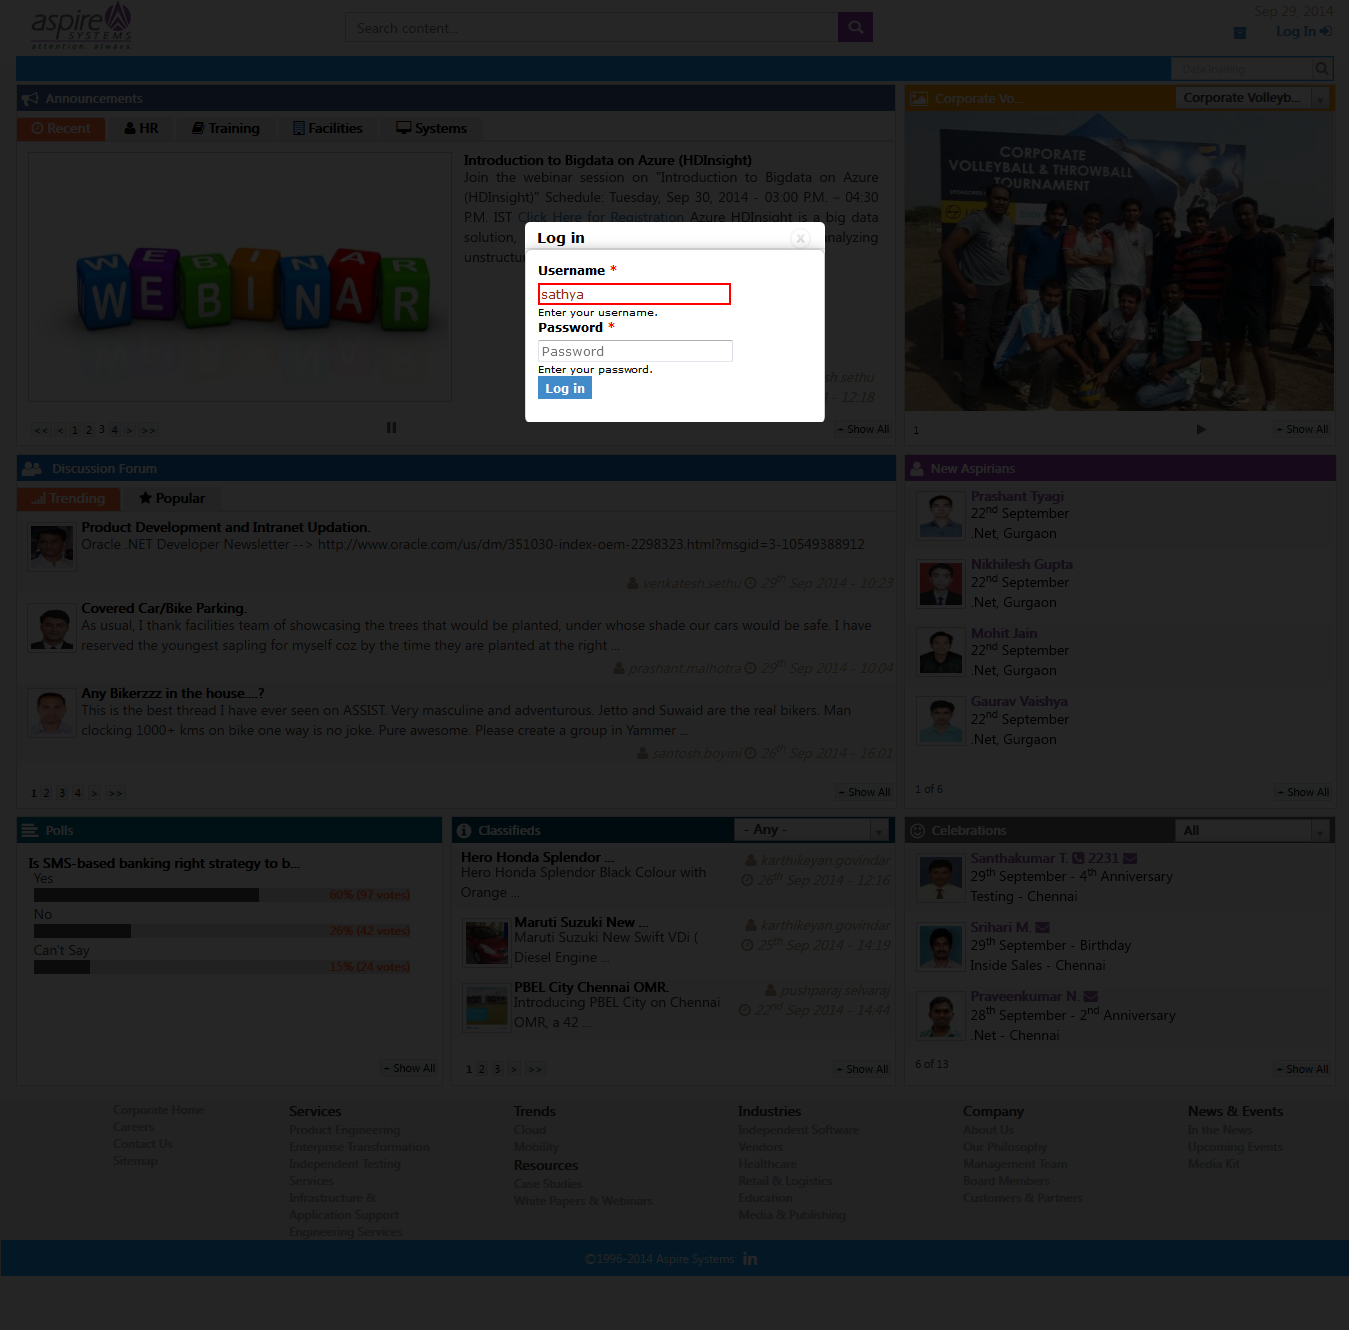 aspire
SYSTEMS
attention. always.
Search content...
Sep 29, 2014
Log In
Data loading...
Announcements
Recent
HR
Training
Facilities
Systems
Introduction to Bigdata on Azure (HDInsight)
Join the webinar session on "Introduction to Bigdata on Azure
(HDInsight)" Schedule: Tuesday, Sep 30, 2014 - 03:00 P.M. – 04:30
P.M. IST Click Here for Registration Azure HDInsight is a big data
solution,
nalyzing
unstructu
WEBINAR
WEBINAR
sh.sethu
- 12:18
<< < 1 2 3 4 > >>
- Show All
Corporate Vo...
Corporate Volleyb...
CORPORATE
VOLLEYBALL & THROWBALL
TOURNAMENT
1
- Show All
Log in
x
Username *
sathya
Enter your username.
Password *
Password
Enter your password.
Log in
Discussion Forum
Trending
Popular
Product Development and Intranet Updation.
Oracle .NET Developer Newsletter --> http://www.oracle.com/us/dm/351030-index-oem-2298323.html?msgid=3-10549388912
venkatesh.sethu 29th Sep 2014 - 10:23
Covered Car/Bike Parking.
As usual, I thank facilities team of showcasing the trees that would be planted, under whose shade our cars would be safe. I have
reserved the youngest sapling for myself coz by the time they are planted at the right ...
prashant.malhotra 29th Sep 2014 - 10:04
Any Bikerzzz in the house....?
This is the best thread I have ever seen on ASSIST. Very masculine and adventurous. Jetto and Suwaid are the real bikers. Man
clocking 1000+ kms on bike one way is no joke. Pure awesome. Please create a group in Yammer ...
santosh.boyini 26th Sep 2014 - 16:01
1 2 3 4 > >>
- Show All
New Aspirians
Prashant Tyagi
22nd September
.Net, Gurgaon
Nikhilesh Gupta
22nd September
.Net, Gurgaon
Mohit Jain
22nd September
.Net, Gurgaon
Gaurav Vaishya
22nd September
.Net, Gurgaon
1 of 6
- Show All
Polls
Is SMS-based banking right strategy to b...
Yes
60% (97 votes)
No
26% (42 votes)
Can't Say
15% (24 votes)
- Show All
Classifieds
- Any -
Hero Honda Splendor ...
Hero Honda Splendor Black Colour with
Orange ...
karthikeyan.govindar
26th Sep 2014 - 12:16
Maruti Suzuki New ...
Maruti Suzuki New Swift VDi (
Diesel Engine ...
karthikeyan.govindar
25th Sep 2014 - 14:19
PBEL City Chennai OMR.
Introducing PBEL City on Chennai
OMR, a 42 ...
pushparaj.selvaraj
22nd Sep 2014 - 14:44
1 2 3 > >>
- Show All
Celebrations
All
Santhakumar T. 2231
29th September - 4th Anniversary
Testing - Chennai
Srihari M.
29th September - Birthday
Inside Sales - Chennai
Praveenkumar N.
28th September - 2nd Anniversary
.Net - Chennai
6 of 13
- Show All
Corporate Home
Careers
Contact Us
Sitemap
Services
Product Engineering
Enterprise Transformation
Independent Testing
Services
Infrastructure &
Application Support
Engineering Services
Trends
Cloud
Mobility
Resources
Case Studies
White Papers & Webinars
Industries
Independent Software
Vendors
Healthcare
Retail & Logistics
Education
Media & Publishing
Company
About Us
Our Philosophy
Management Team
Board Members
Customers & Partners
News & Events
In the News
Upcoming Events
Media Kit
©1996-2014 Aspire Systems in